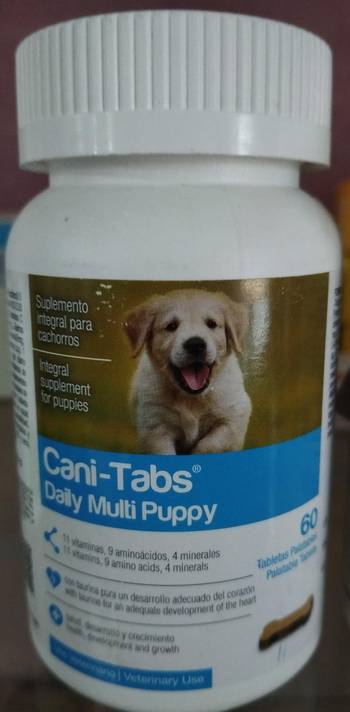 Suplemento
integral para
cachorros
Integral
supplement
for puppies
Cani-Tabs®
Daily Multi Puppy
60
Tabletas Palatables
Palatable Tablets
11 vitaminas, 9 aminoácidos, 4 minerales
11 vitamins, 9 amino acids, 4 minerals
con taurina para un desarrollo adecuado del corazón
with taurine for an adequate development of the heart
salud, desarrollo y crecimiento
health, development and growth
Uso Veterinario | Veterinary Use